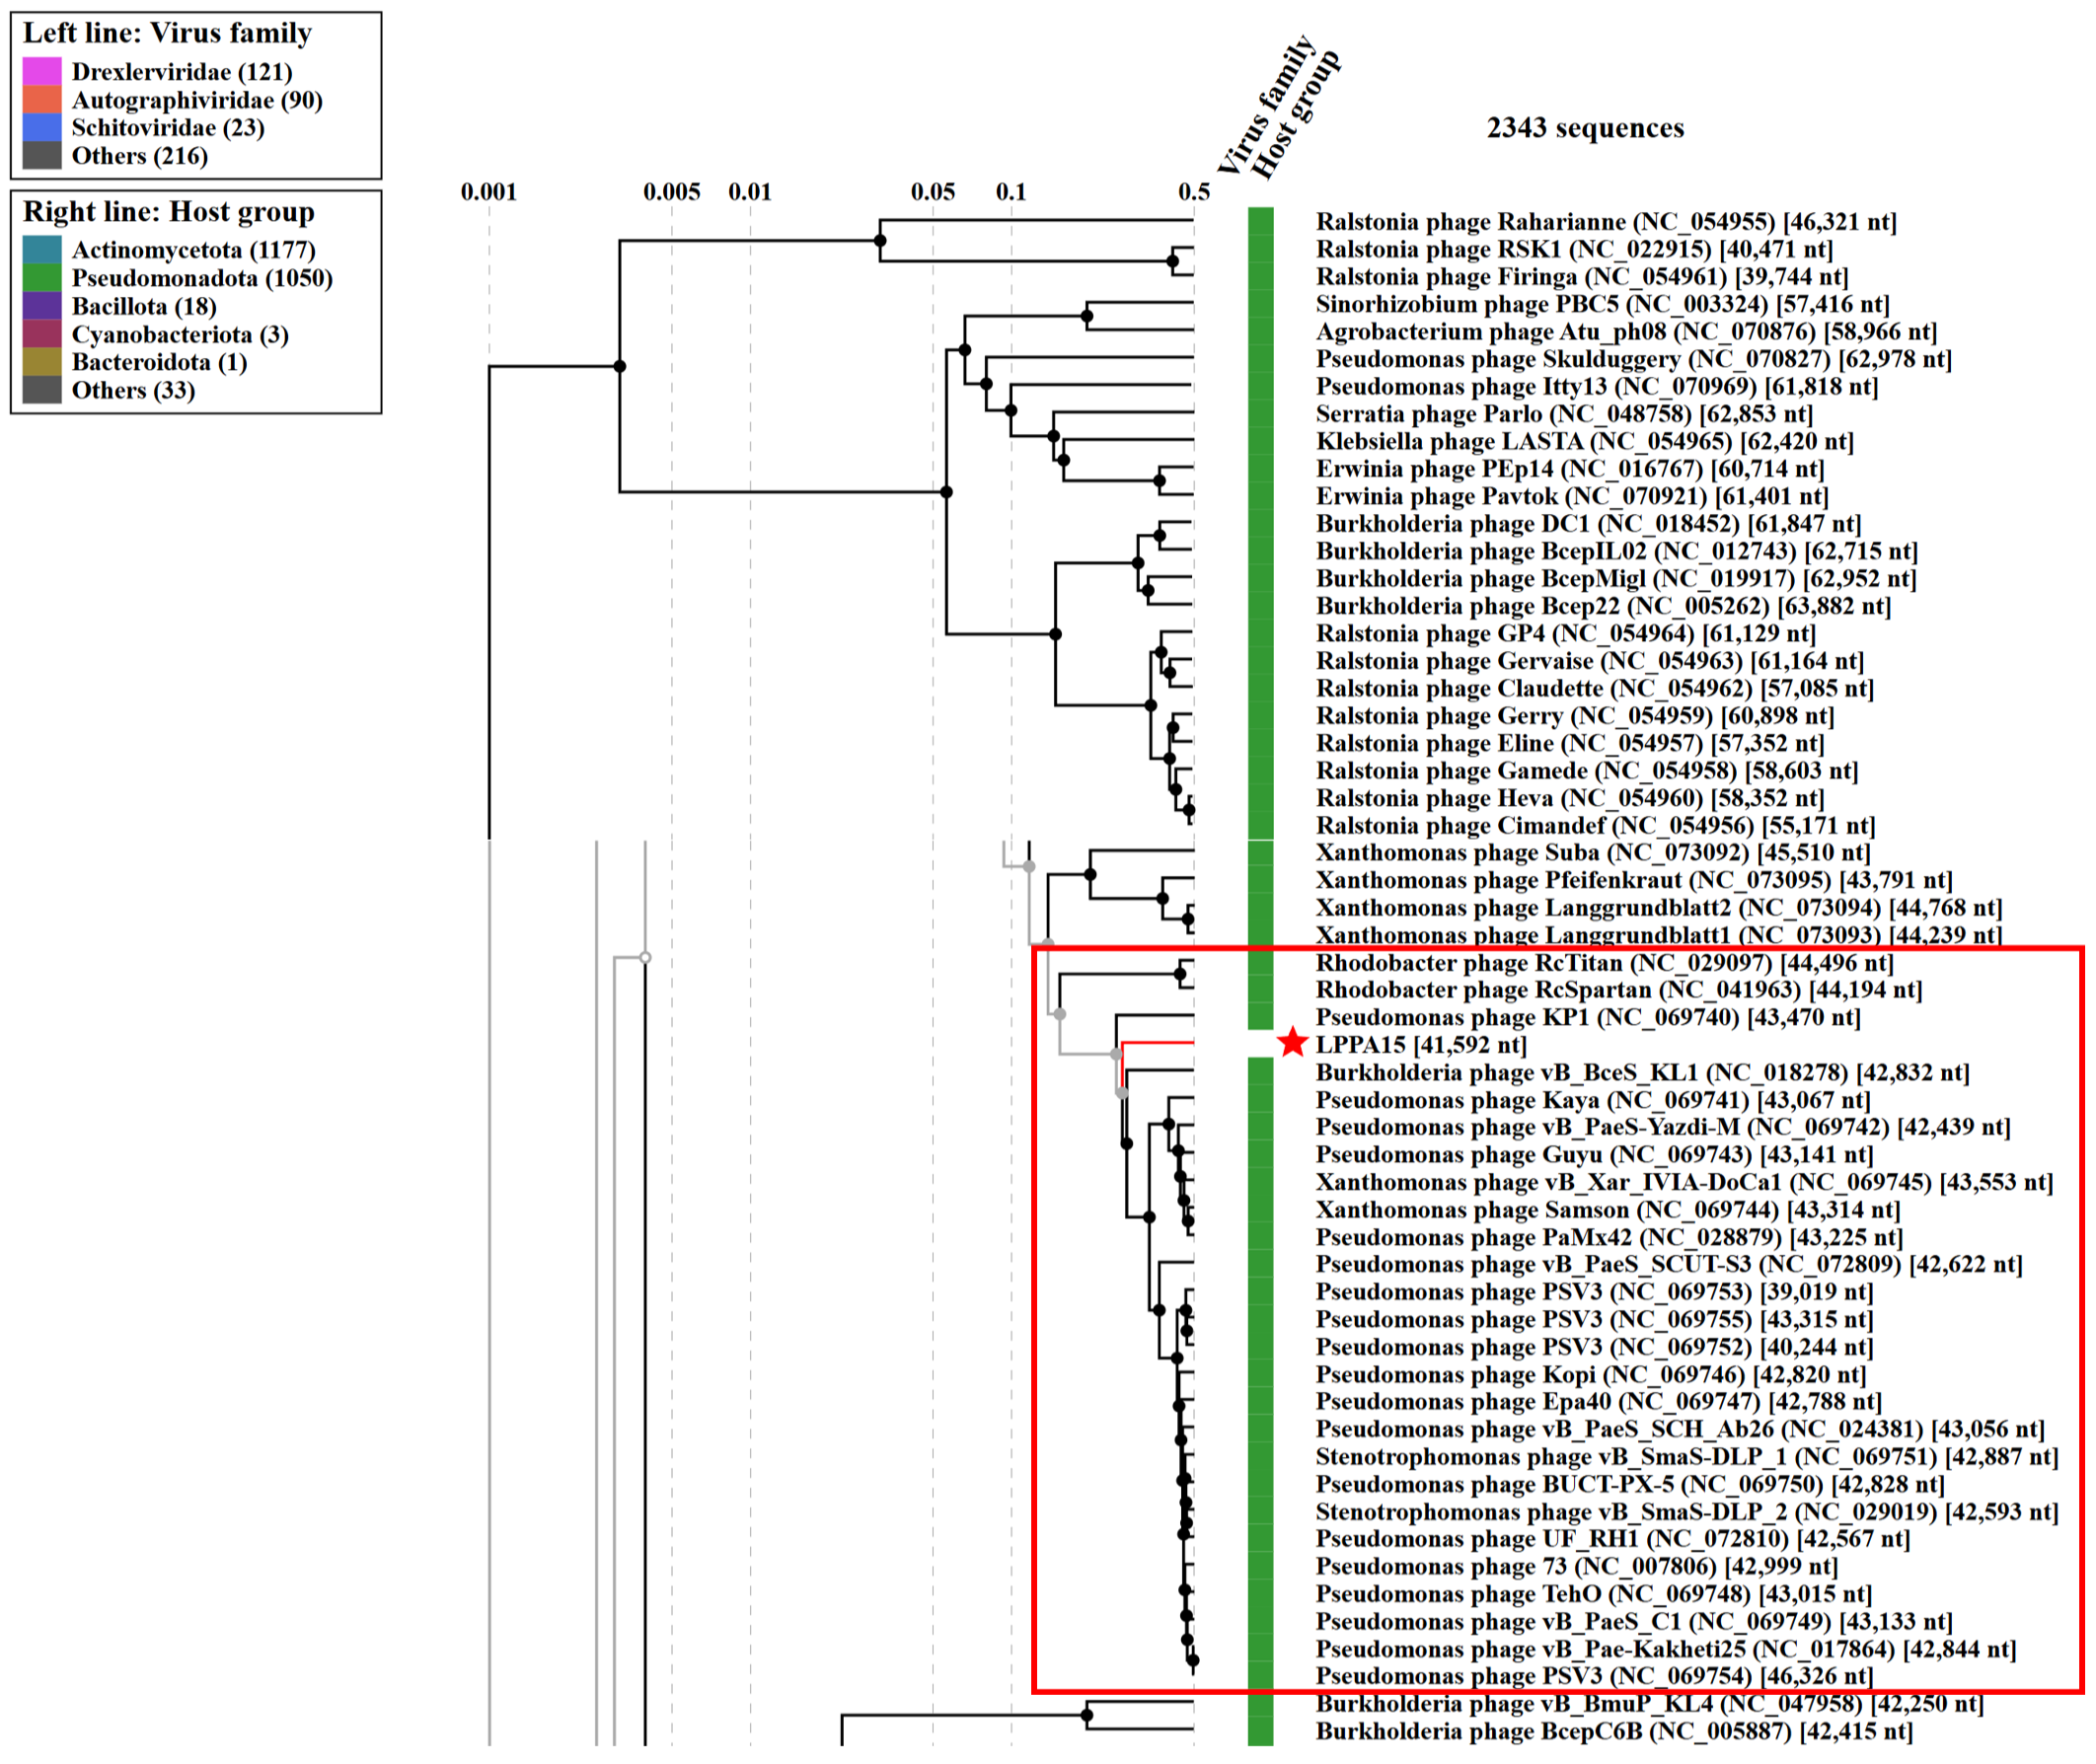 Left line: Virus family
Drexlerviridae (121)
Autographiviridae (90)
Schitoviridae (23)
Others (216)
Right line: Host group
Actinomycetota (1177)
Pseudomonadota (1050)
Bacillota (18)
Cyanobacteriota (3)
Bacteroidota (1)
Others (33)
Virus family
Host group
2343 sequences
0.001 0.005 0.01 0.05 0.1 0.5
Ralstonia phage Raharianne (NC_054955) [46,321 nt]
Ralstonia phage RSK1 (NC_022915) [40,471 nt]
Ralstonia phage Firinga (NC_054961) [39,744 nt]
Sinorhizobium phage PBC5 (NC_003324) [57,416 nt]
Agrobacterium phage Atu_ph08 (NC_070876) [58,966 nt]
Pseudomonas phage Skulduggery (NC_070827) [62,978 nt]
Pseudomonas phage Itty13 (NC_070969) [61,818 nt]
Serratia phage Parlo (NC_048758) [62,853 nt]
Klebsiella phage LASTA (NC_054965) [62,420 nt]
Erwinia phage PEp14 (NC_016767) [60,714 nt]
Erwinia phage Pavtok (NC_070921) [61,401 nt]
Burkholderia phage DC1 (NC_018452) [61,847 nt]
Burkholderia phage BcepIL02 (NC_012743) [62,715 nt]
Burkholderia phage BcepMigl (NC_019917) [62,952 nt]
Burkholderia phage Bcep22 (NC_005262) [63,882 nt]
Ralstonia phage GP4 (NC_054964) [61,129 nt]
Ralstonia phage Gervaise (NC_054963) [61,164 nt]
Ralstonia phage Claudette (NC_054962) [57,085 nt]
Ralstonia phage Gerry (NC_054959) [60,898 nt]
Ralstonia phage Eline (NC_054957) [57,352 nt]
Ralstonia phage Gamede (NC_054958) [58,603 nt]
Ralstonia phage Heva (NC_054960) [58,352 nt]
Ralstonia phage Cimandef (NC_054956) [55,171 nt]
Xanthomonas phage Suba (NC_073092) [45,510 nt]
Xanthomonas phage Pfeifenkraut (NC_073095) [43,791 nt]
Xanthomonas phage Langgrundblatt2 (NC_073094) [44,768 nt]
Xanthomonas phage Langgrundblatt1 (NC_073093) [44,239 nt]
Rhodobacter phage RcTitan (NC_029097) [44,496 nt]
Rhodobacter phage RcSpartan (NC_041963) [44,194 nt]
Pseudomonas phage KP1 (NC_069740) [43,470 nt]
LPPA15 [41,592 nt]
Burkholderia phage vB_BceS_KL1 (NC_018278) [42,832 nt]
Pseudomonas phage Kaya (NC_069741) [43,067 nt]
Pseudomonas phage vB_PaeS-Yazdi-M (NC_069742) [42,439 nt]
Pseudomonas phage Guyu (NC_069743) [43,141 nt]
Xanthomonas phage vB_Xar_IVIA-DoCa1 (NC_069745) [43,553 nt]
Xanthomonas phage Samson (NC_069744) [43,314 nt]
Pseudomonas phage PaMx42 (NC_028879) [43,225 nt]
Pseudomonas phage vB_PaeS_SCUT-S3 (NC_072809) [42,622 nt]
Pseudomonas phage PSV3 (NC_069753) [39,019 nt]
Pseudomonas phage PSV3 (NC_069755) [43,315 nt]
Pseudomonas phage PSV3 (NC_069752) [40,244 nt]
Pseudomonas phage Kopi (NC_069746) [42,820 nt]
Pseudomonas phage Epa40 (NC_069747) [42,788 nt]
Pseudomonas phage vB_PaeS_SCH_Ab26 (NC_024381) [43,056 nt]
Stenotrophomonas phage vB_SmaS-DLP_1 (NC_069751) [42,887 nt]
Pseudomonas phage BUCT-PX-5 (NC_069750) [42,828 nt]
Stenotrophomonas phage vB_SmaS-DLP_2 (NC_029019) [42,593 nt]
Pseudomonas phage UF_RH1 (NC_072810) [42,567 nt]
Pseudomonas phage 73 (NC_007806) [42,999 nt]
Pseudomonas phage TehO (NC_069748) [43,015 nt]
Pseudomonas phage vB_PaeS_C1 (NC_069749) [43,133 nt]
Pseudomonas phage vB_Pae-Kakheti25 (NC_017864) [42,844 nt]
Pseudomonas phage PSV3 (NC_069754) [46,326 nt]
Burkholderia phage vB_BmuP_KL4 (NC_047958) [42,250 nt]
Burkholderia phage BcepC6B (NC_005887) [42,415 nt]